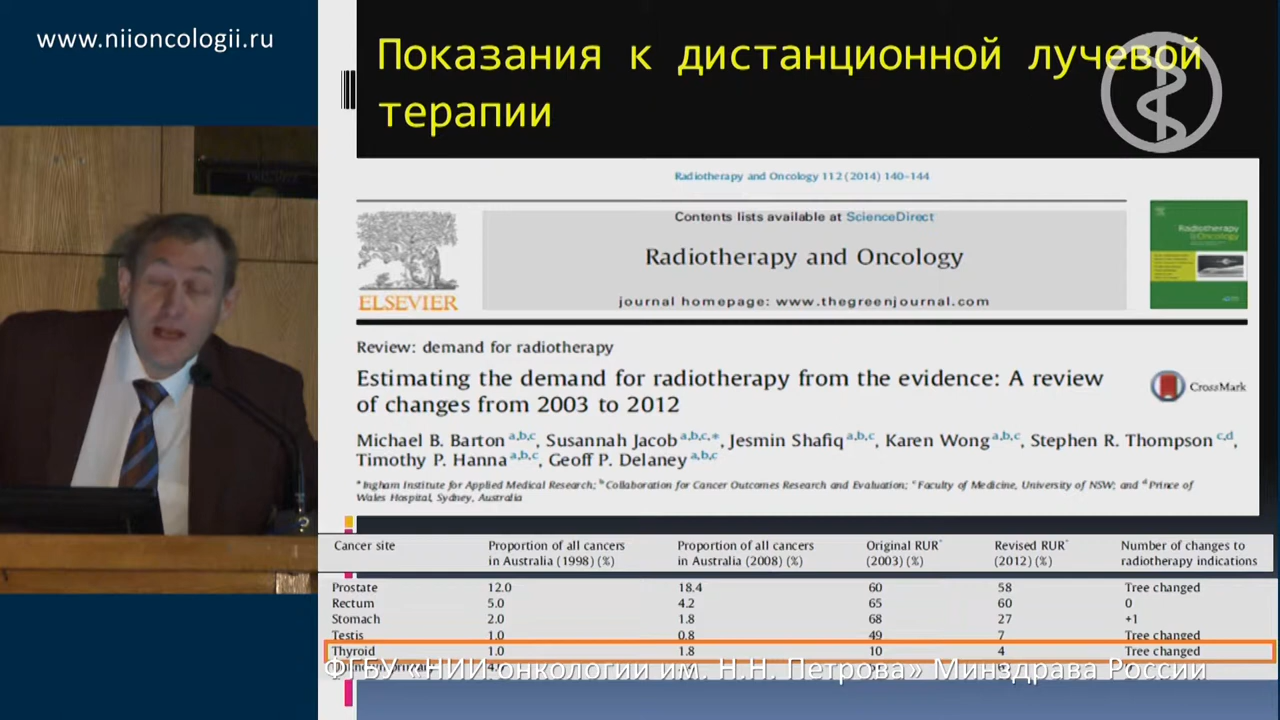 www.niioncologii.ru
Показания к дистанционной лучевой
терапии
Radiotherapy and Oncology 112 (2014) 140–144
Contents lists available at ScienceDirect
Radiotherapy and Oncology
journal homepage: www.thegreenjournal.com
ELSEVIER
Radiotherapy
&Oncology
Review: demand for radiotherapy
Estimating the demand for radiotherapy from the evidence: A review
of changes from 2003 to 2012
CrossMark
Michael B. Barton a,b,c, Susannah Jacob a,b,c,*, Jesmin Shafiq a,b,c, Karen Wong a,b,c, Stephen R. Thompson c,d,
Timothy P. Hanna a,b,c, Geoff P. Delaney a,b,c
a Ingham Institute for Applied Medical Research; b Collaboration for Cancer Outcomes Research and Evaluation; c Faculty of Medicine, University of NSW; and d Prince of
Wales Hospital, Sydney, Australia
Cancer site Proportion of all cancers Proportion of all cancers Original RUR* Revised RUR* Number of changes to
in Australia (1998) (%) in Australia (2008) (%) (2003) (%) (2012) (%) radiotherapy indications
Prostate 12.0 18.4 60 58 Tree changed
Rectum 5.0 4.2 65 60 0
Stomach 2.0 1.8 68 27 +1
Testis 1.0 0.8 49 7 Tree changed
Thyroid 1.0 1.8 10 4 Tree changed
ФГБУ «НИИ онкологии им. Н.Н. Петрова» Минздрава России